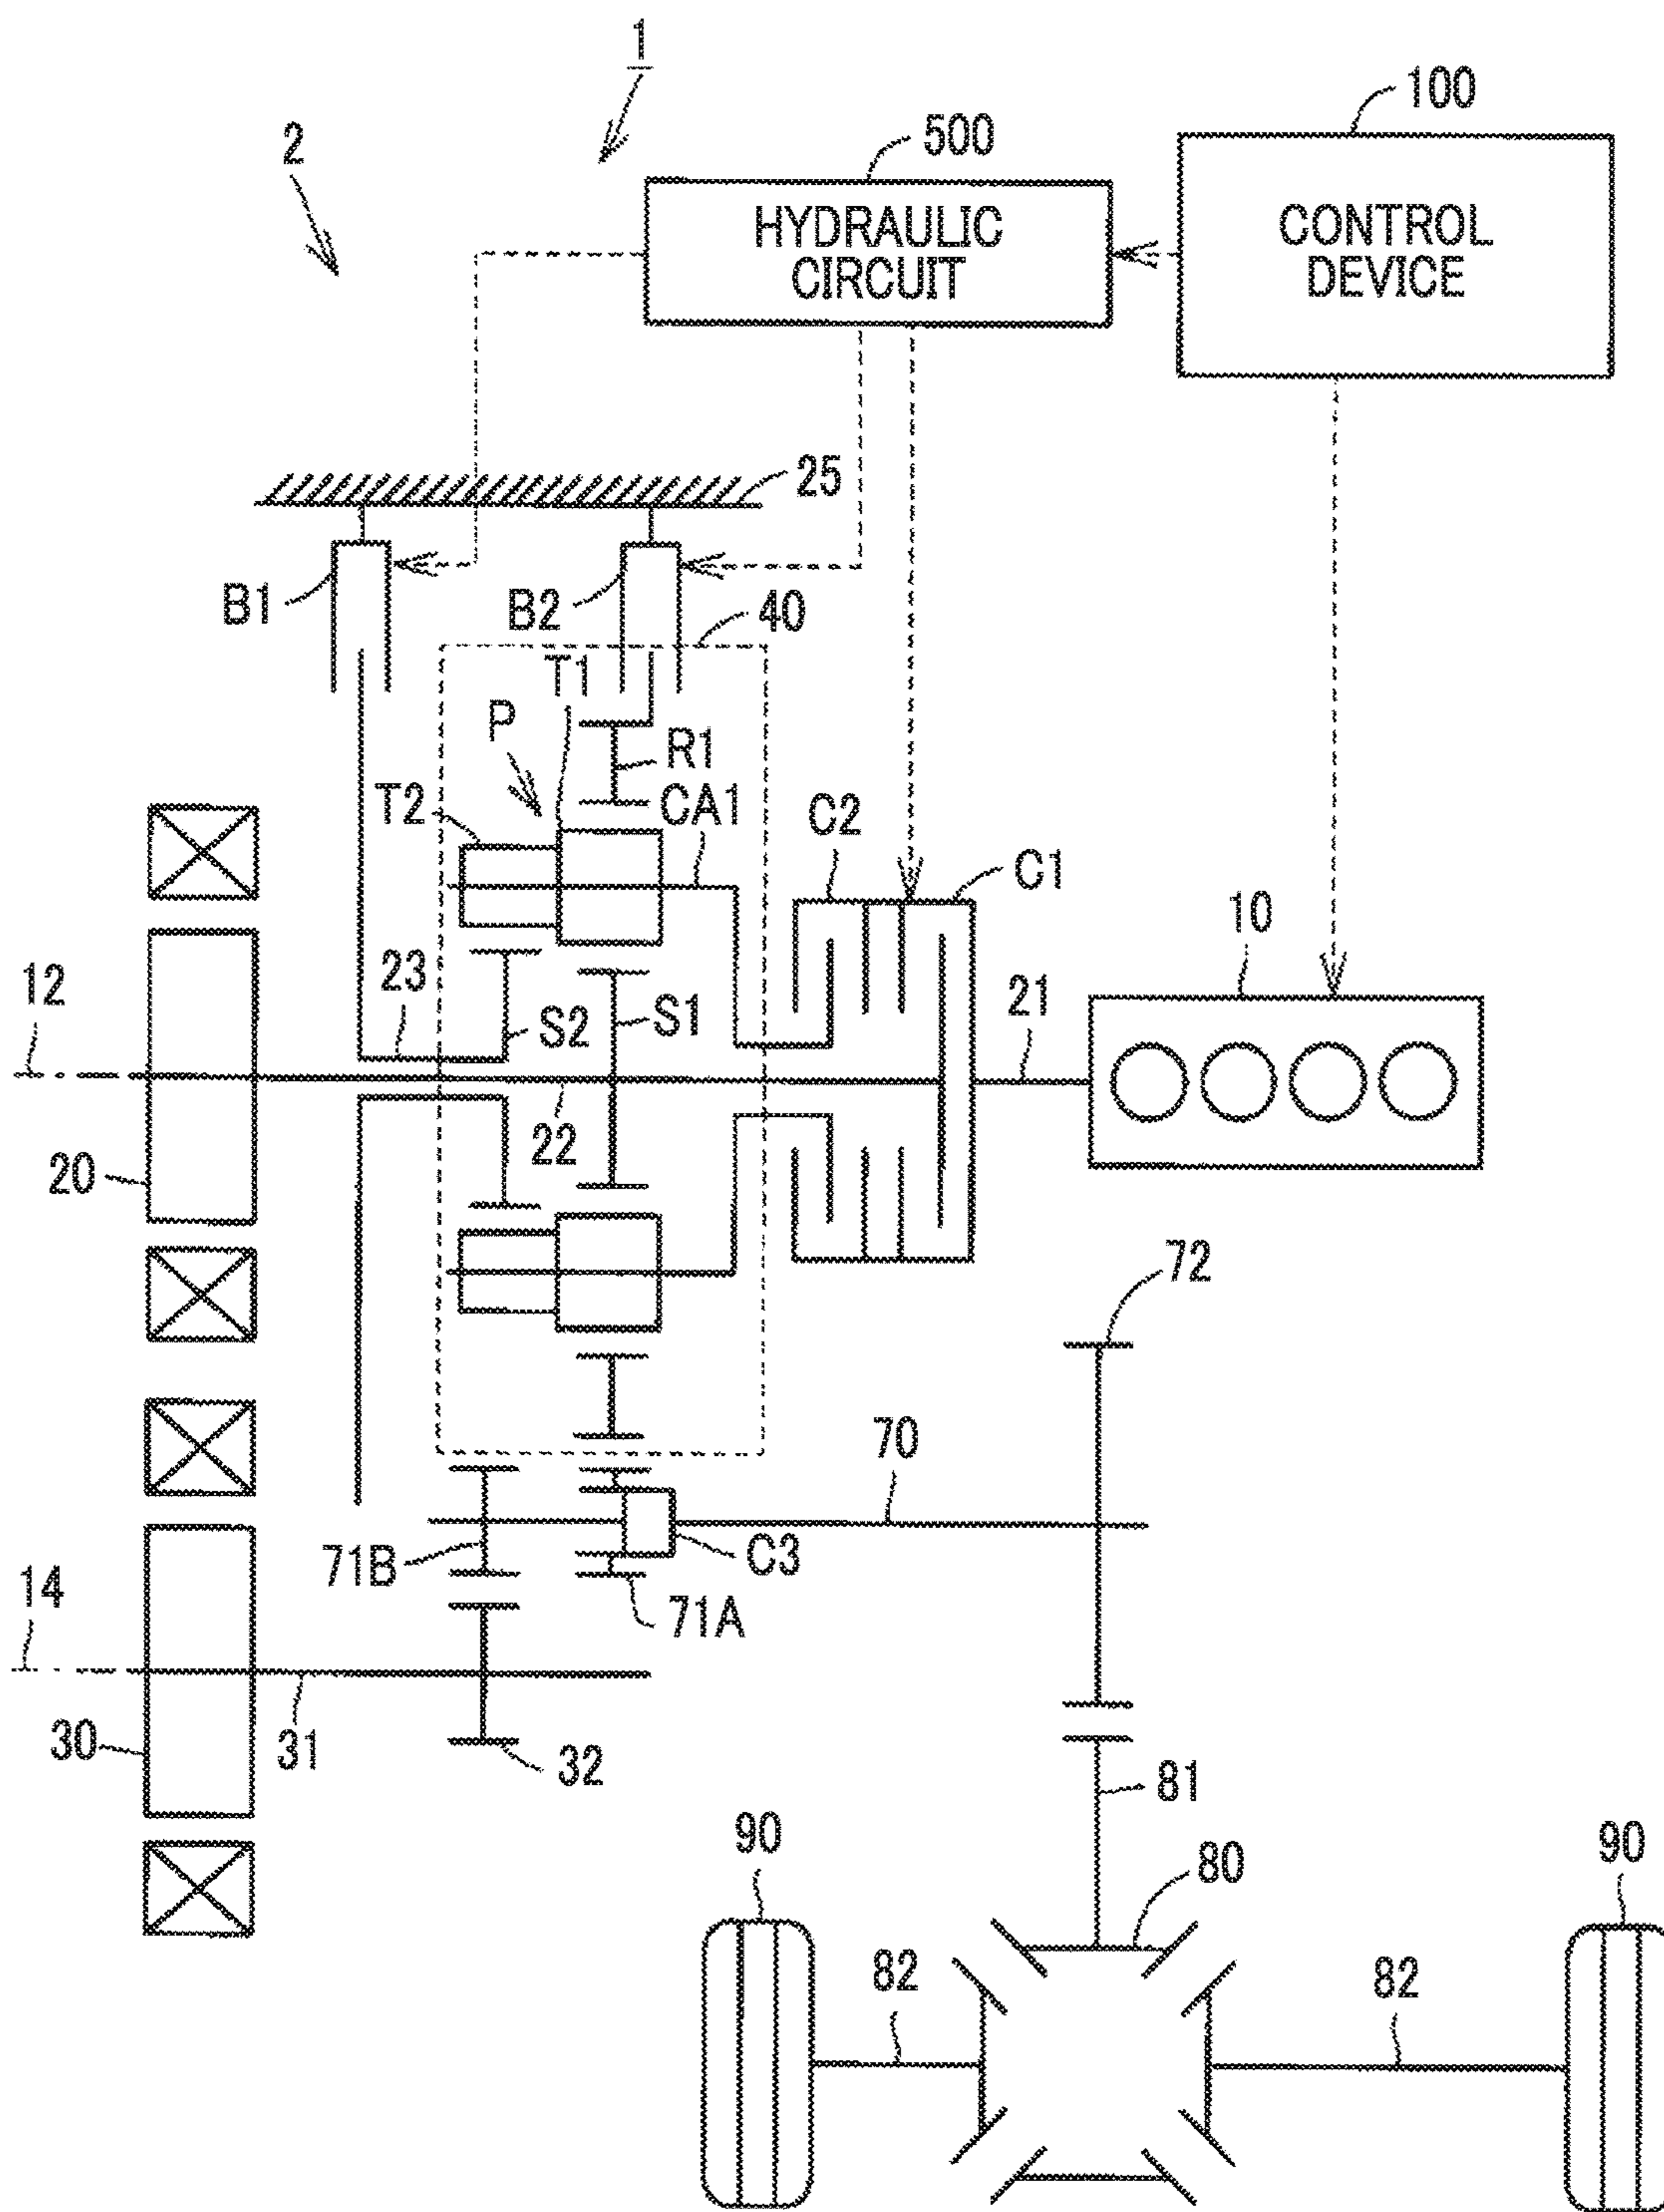 1
100
2
500
HYDRAULIC
CIRCUIT
CONTROL
DEVICE
25
B1
B2
40
T1
P
R1
T2
CA1
C2
C1
10
12
23
S2
S1
21
20
22
72
70
71B
C3
14
71A
30
31
32
81
90
80
90
82
82